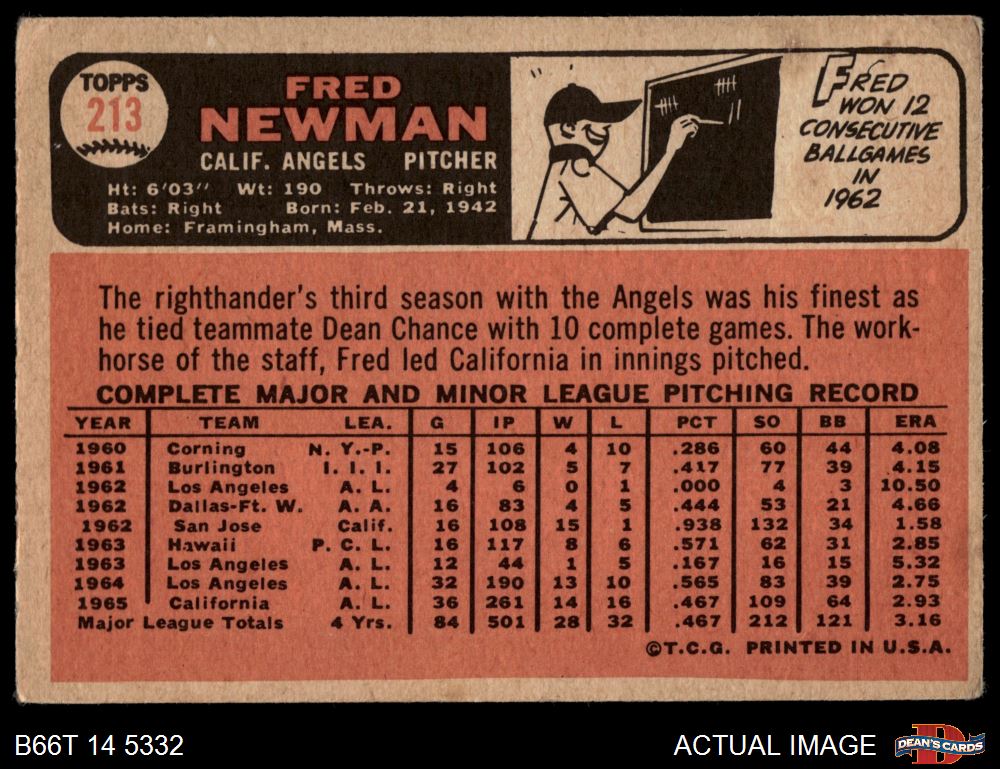 TOPPS
213
FRED
NEWMAN
CALIF. ANGELS PITCHER
Ht: 6'03" Wt: 190 Throws: Right
Bats: Right Born: Feb. 21, 1942
Home: Framingham, Mass.
FRED
WON 12
CONSECUTIVE
BALLGAMES
IN
1962
The righthander's third season with the Angels was his finest as
he tied teammate Dean Chance with 10 complete games. The work-
horse of the staff, Fred led California in innings pitched.
COMPLETE MAJOR AND MINOR LEAGUE PITCHING RECORD
YEAR TEAM LEA. G IP W L PCT SO BB ERA
1960 Corning N. Y.-P. 15 106 4 10 .286 60 44 4.08
1961 Burlington I. I. I. 27 102 5 7 .417 77 39 4.15
1962 Los Angeles A. L. 4 6 0 1 .000 4 3 10.50
1962 Dallas-Ft. W. A. A. 16 83 4 5 .444 53 21 4.66
1962 San Jose Calif. 16 108 15 1 .938 132 34 1.58
1963 Hawaii P. C. L. 16 117 8 6 .571 62 31 2.85
1963 Los Angeles A. L. 12 44 1 5 .167 16 15 5.32
1964 Los Angeles A. L. 32 190 13 10 .565 83 39 2.75
1965 California A. L. 36 261 14 16 .467 109 64 2.93
Major League Totals 4 Yrs. 84 501 28 32 .467 212 121 3.16
©T.C.G. PRINTED IN U.S.A.
B66T 14 5332
ACTUAL IMAGE
D
DEAN'S CARDS